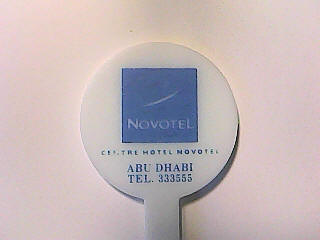 NOVOTEL
CENTRE HOTEL NOVOTEL
ABU DHABI
TEL. 333555